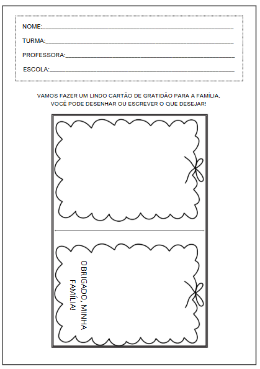 NOME:
TURMA:
PROFESSORA:
ESCOLA:
VAMOS FAZER UM LINDO CARTÃO DE GRATIDÃO PARA A FAMÍLIA,
VOCÊ PODE DESENHAR OU ESCREVER O QUE DESEJAR!
OBRIGADO, MINHA
FAMÍLIA!